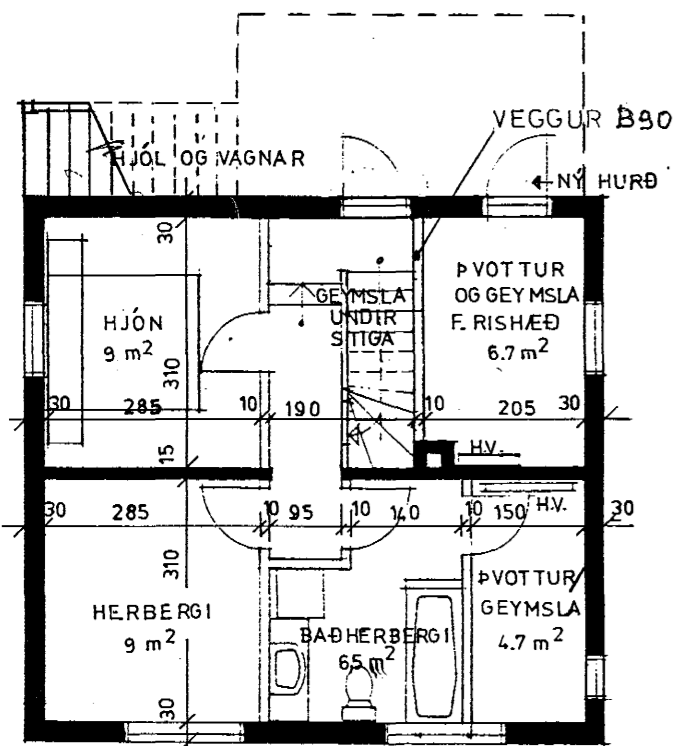 VEGGUR B90
HJÓL OG VAGNAR
NÝ HURÐ
30
GEYMSLA
UNDIR
STIGA
ÞVOTTUR
OG GEYMSLA
F. RISHÆÐ
6.7 m²
HJÓN
9 m²
310
30 285 10 190 10 205 30
15
H.V.
30 285 10 95 10 140 10 150 30
H.V.
310
ÞVOTTUR
GEYMSLA
4.7 m²
HERBERGI
9 m²
BAÐHERBERGI
6.5 m²
30